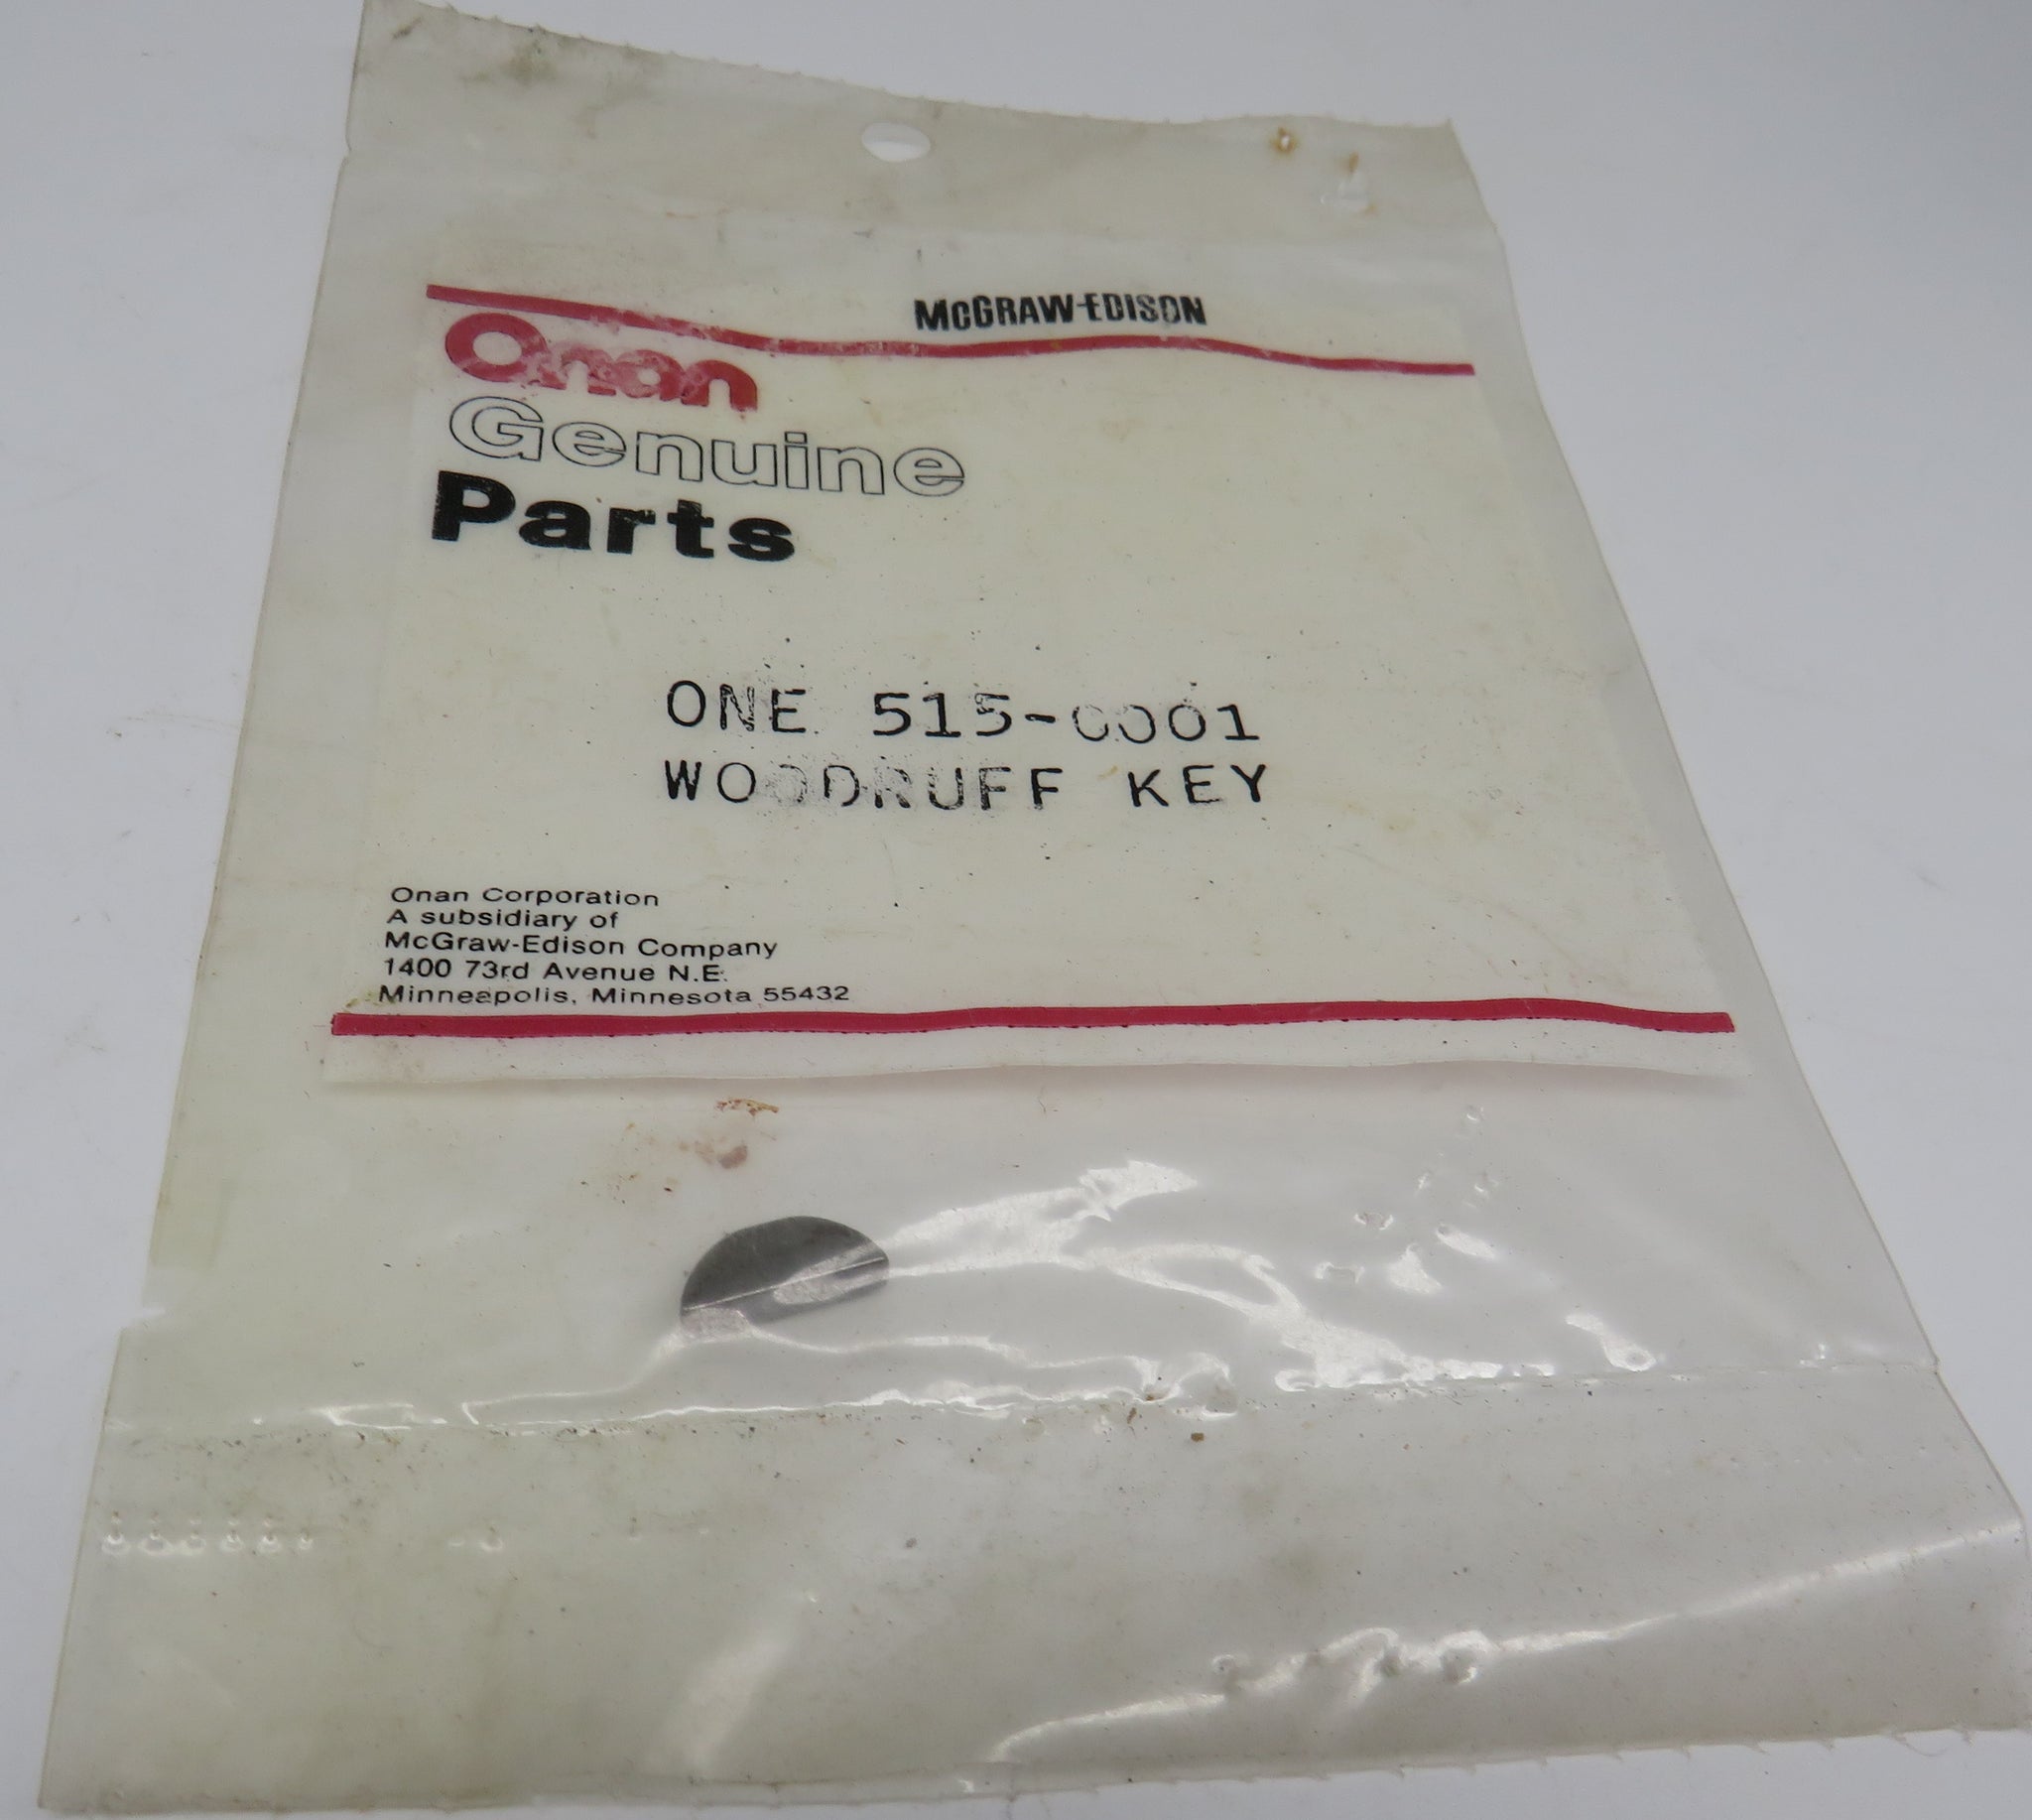 McGRAW-EDISON
Onan
Genuine
Parts
ONE 515-0001
WOODRUFF KEY
Onan Corporation
A subsidiary of
McGraw-Edison Company
1400 73rd Avenue N.E.
Minneapolis, Minnesota 55432